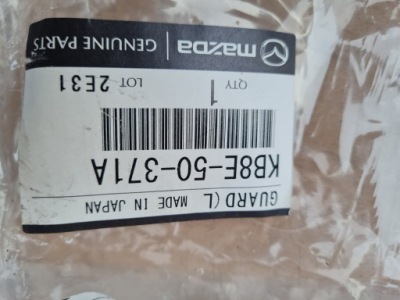 GUARD (L MADE IN JAPAN
KB8E-50-371A
QTY 1 LOT 2E31
mazda GENUINE PARTS